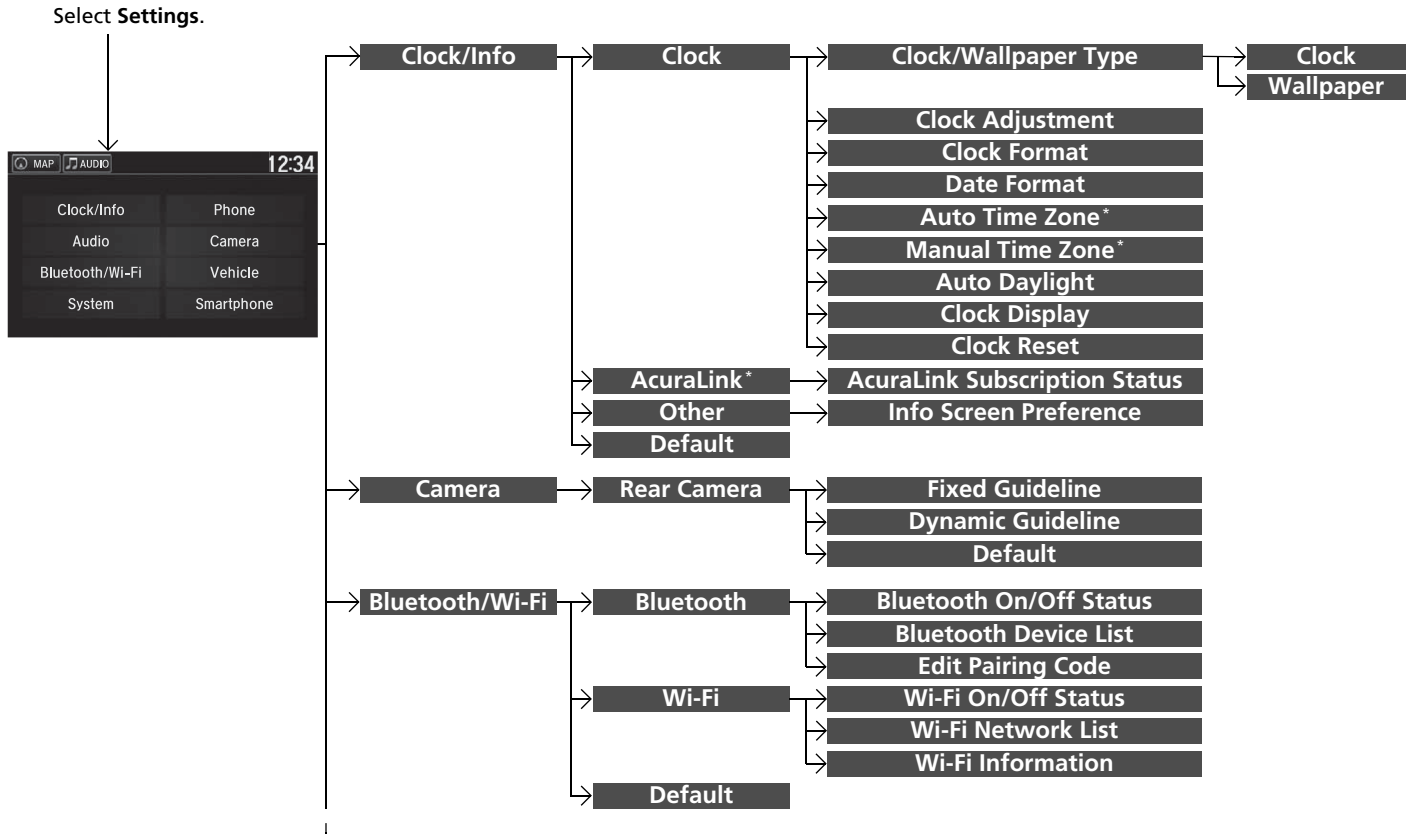 Select Settings.
Clock/Info Clock Clock/Wallpaper Type Clock
Wallpaper
Clock Adjustment
Clock Format
Date Format
Auto Time Zone*
Manual Time Zone*
Auto Daylight
Clock Display
Clock Reset
AcuraLink* AcuraLink Subscription Status
Other Info Screen Preference
Default
MAP AUDIO 12:34
Clock/Info Phone
Audio Camera
Bluetooth/Wi-Fi Vehicle
System Smartphone
Camera Rear Camera Fixed Guideline
Dynamic Guideline
Default
Bluetooth/Wi-Fi Bluetooth Bluetooth On/Off Status
Bluetooth Device List
Edit Pairing Code
Wi-Fi Wi-Fi On/Off Status
Wi-Fi Network List
Wi-Fi Information
Default